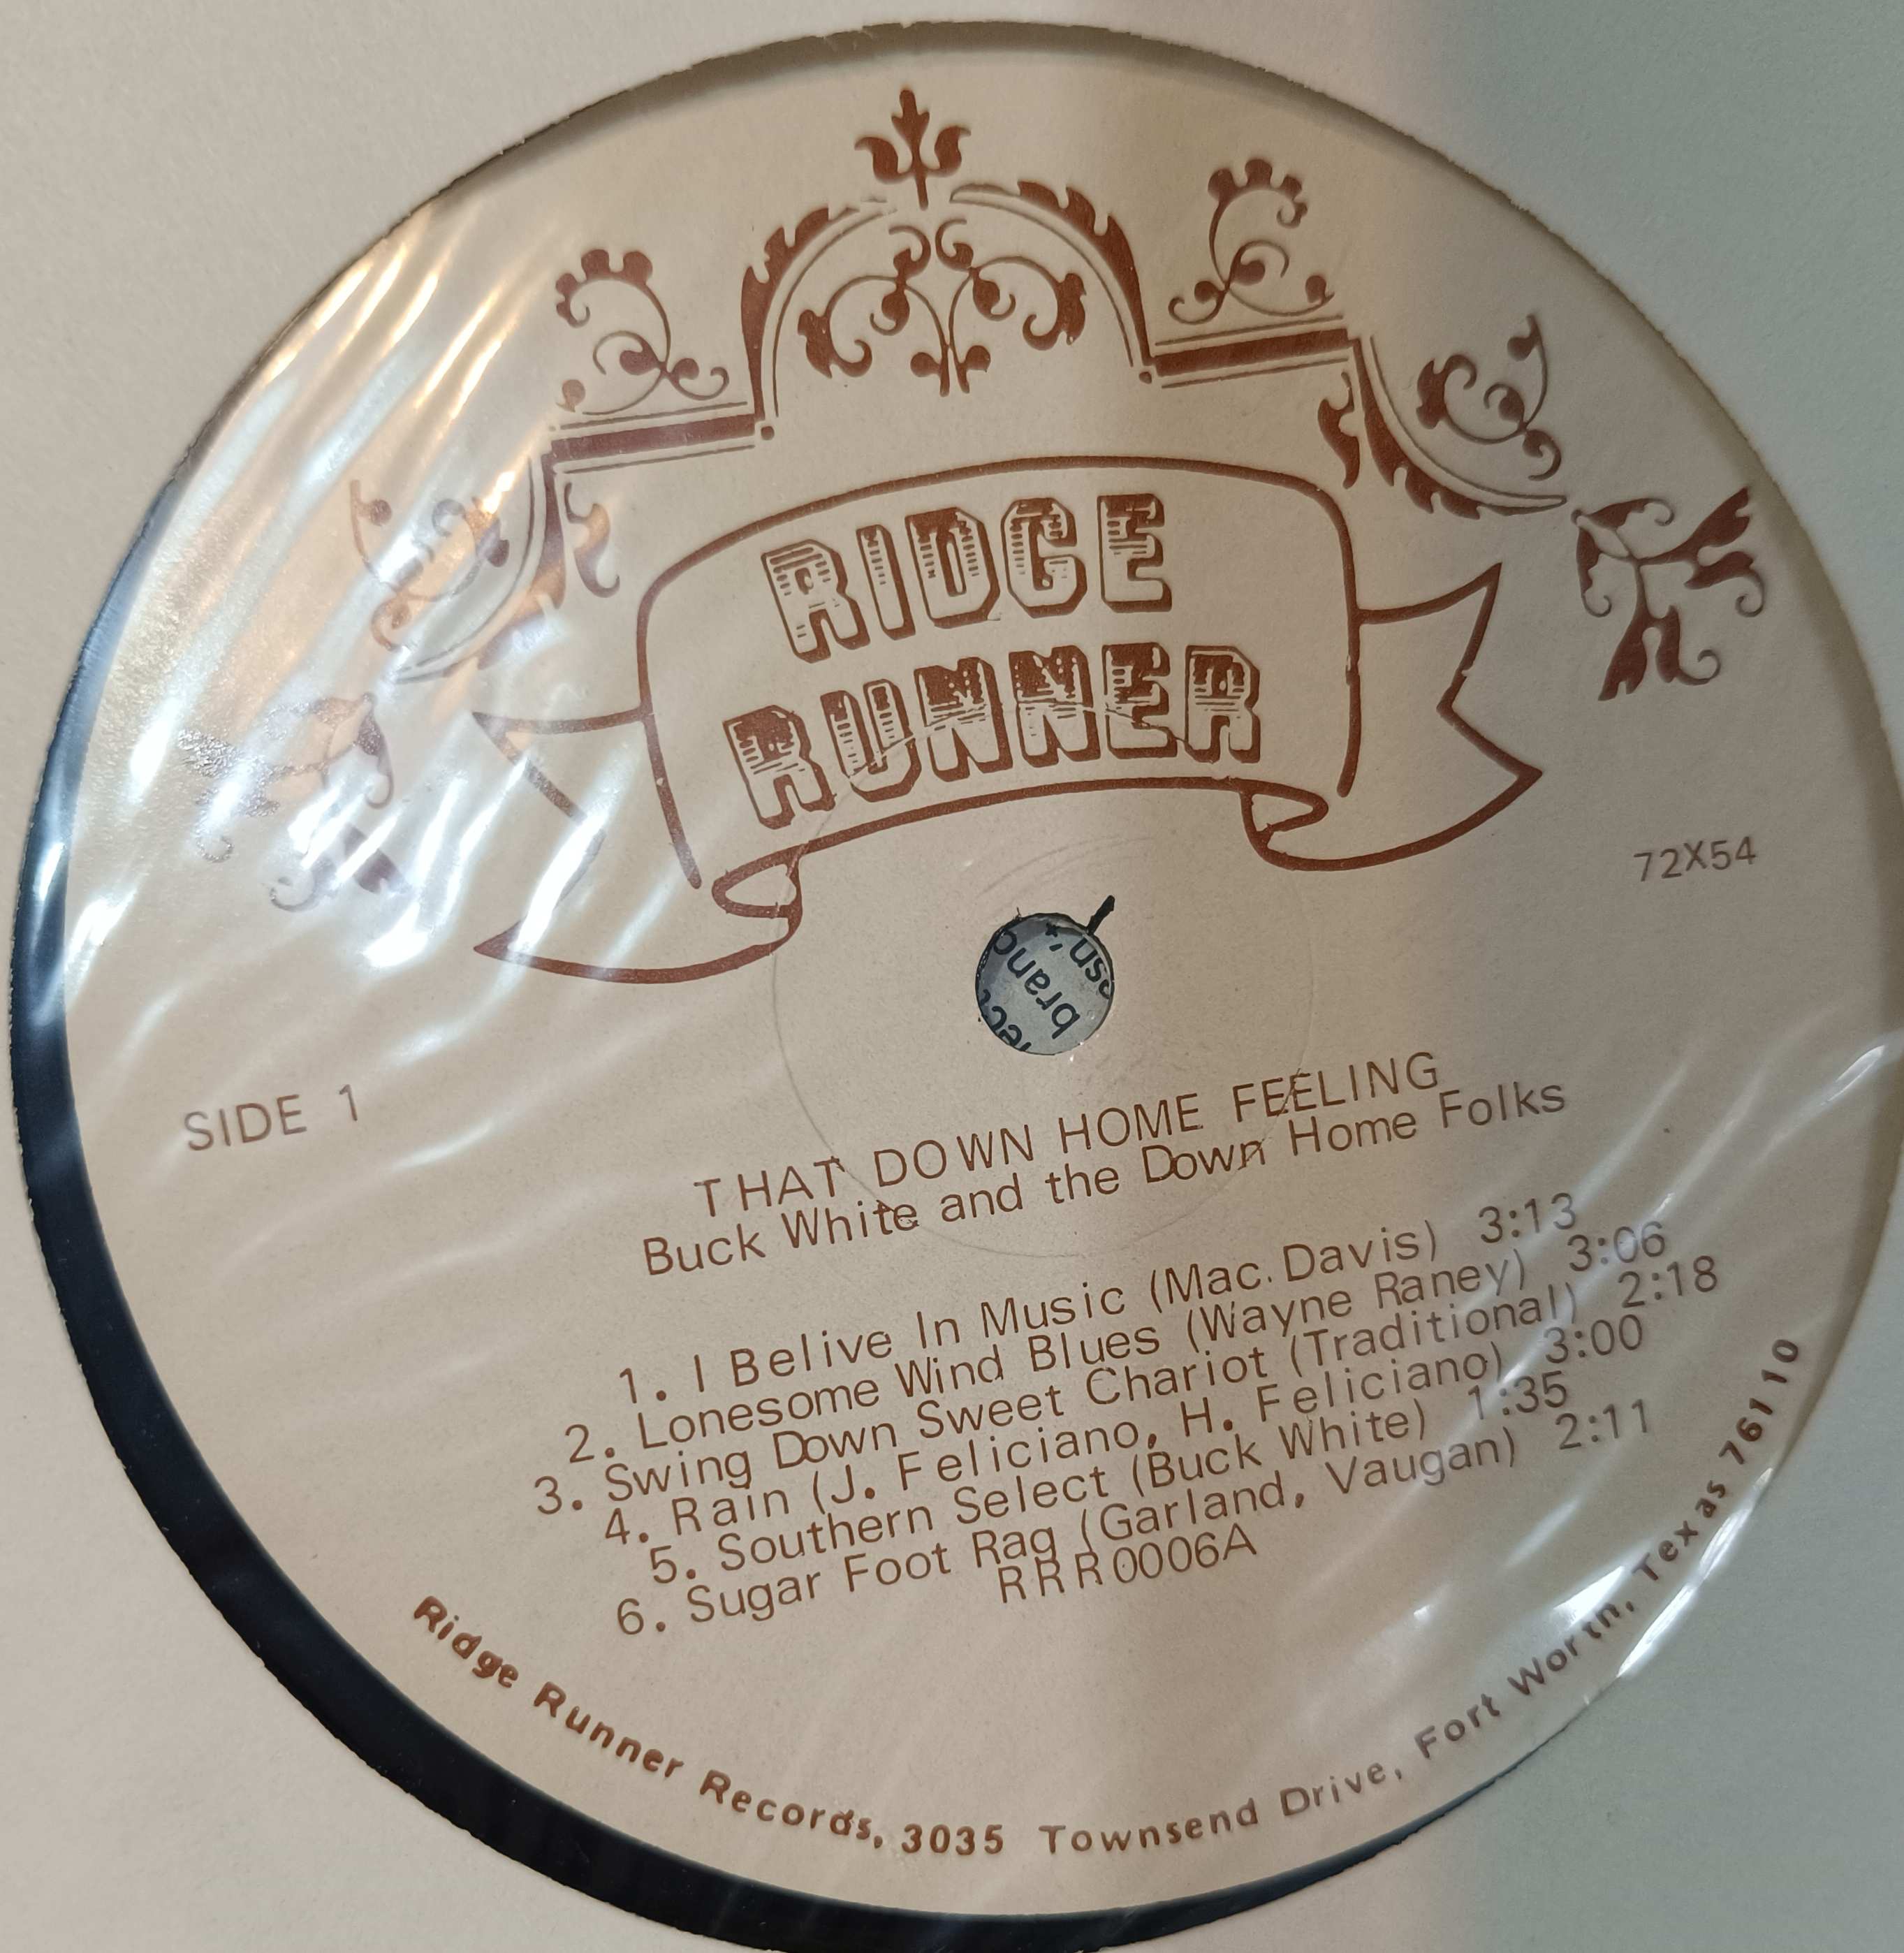 RIDGE
RUNNER
72X54
SIDE 1
THAT DOWN HOME FEELING
Buck White and the Down Home Folks
1. I Belive In Music (Mac. Davis) 3:13
2. Lonesome Wind Blues (Wayne Raney) 3:06
3. Swing Down Sweet Chariot (Traditional) 2:18
4. Rain (J. Feliciano, H. Feliciano) 3:00
5. Southern Select (Buck White) 1:35
6. Sugar Foot Rag (Garland, Vaugan) 2:11
RRR0006A
Ridge Runner Records, 3035 Townsend Drive, Fort Worth, Texas 76110